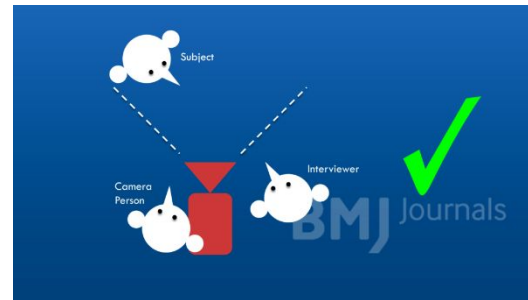 Subject
Interviewer
Camera
Person
BMJ Journals